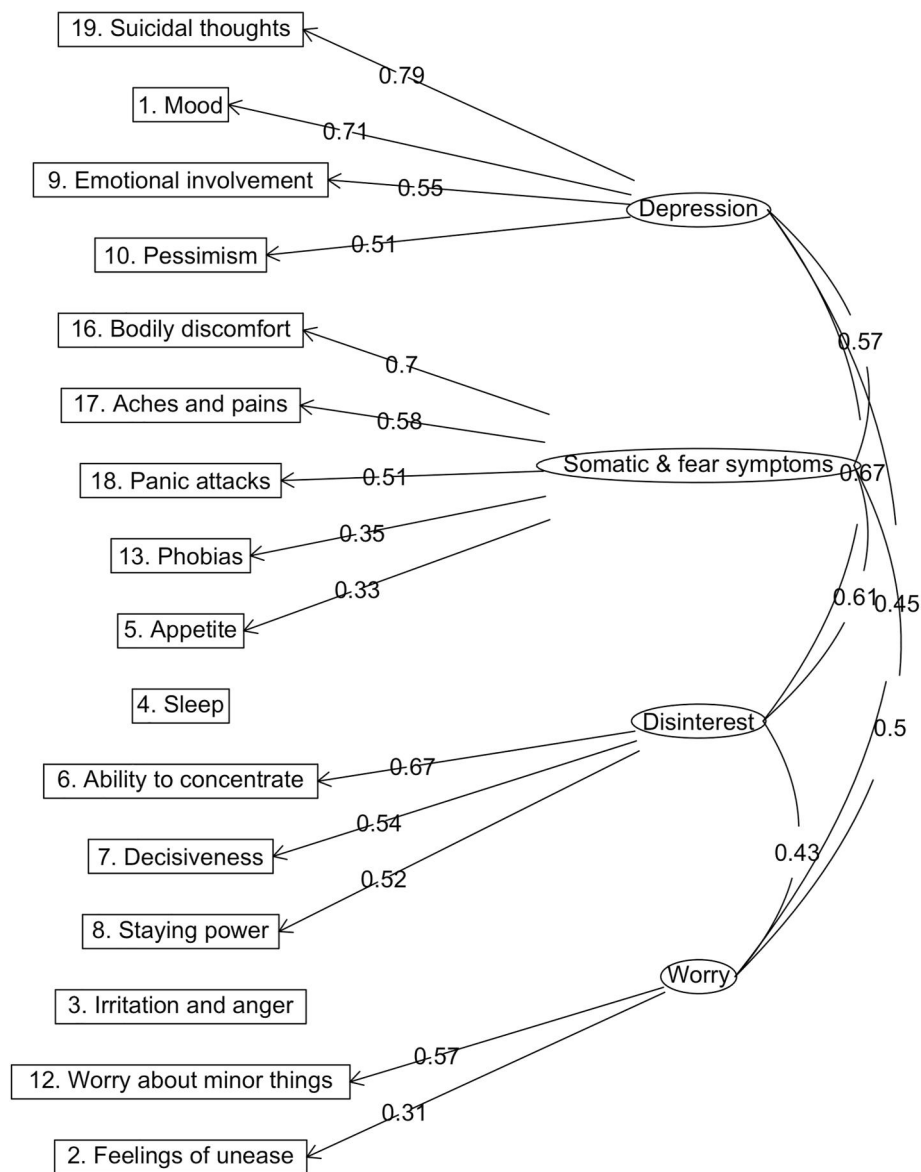 19. Suicidal thoughts
0.79
1. Mood
0.71
9. Emotional involvement
0.55
Depression
10. Pessimism
0.51
16. Bodily discomfort
0.57
0.7
17. Aches and pains
0.58
18. Panic attacks
0.51
Somatic & fear symptoms
0.67
13. Phobias
0.35
5. Appetite
0.33
0.61
0.45
4. Sleep
Disinterest
0.5
6. Ability to concentrate
0.67
7. Decisiveness
0.54
0.43
8. Staying power
0.52
Worry
3. Irritation and anger
12. Worry about minor things
0.57
2. Feelings of unease
0.31